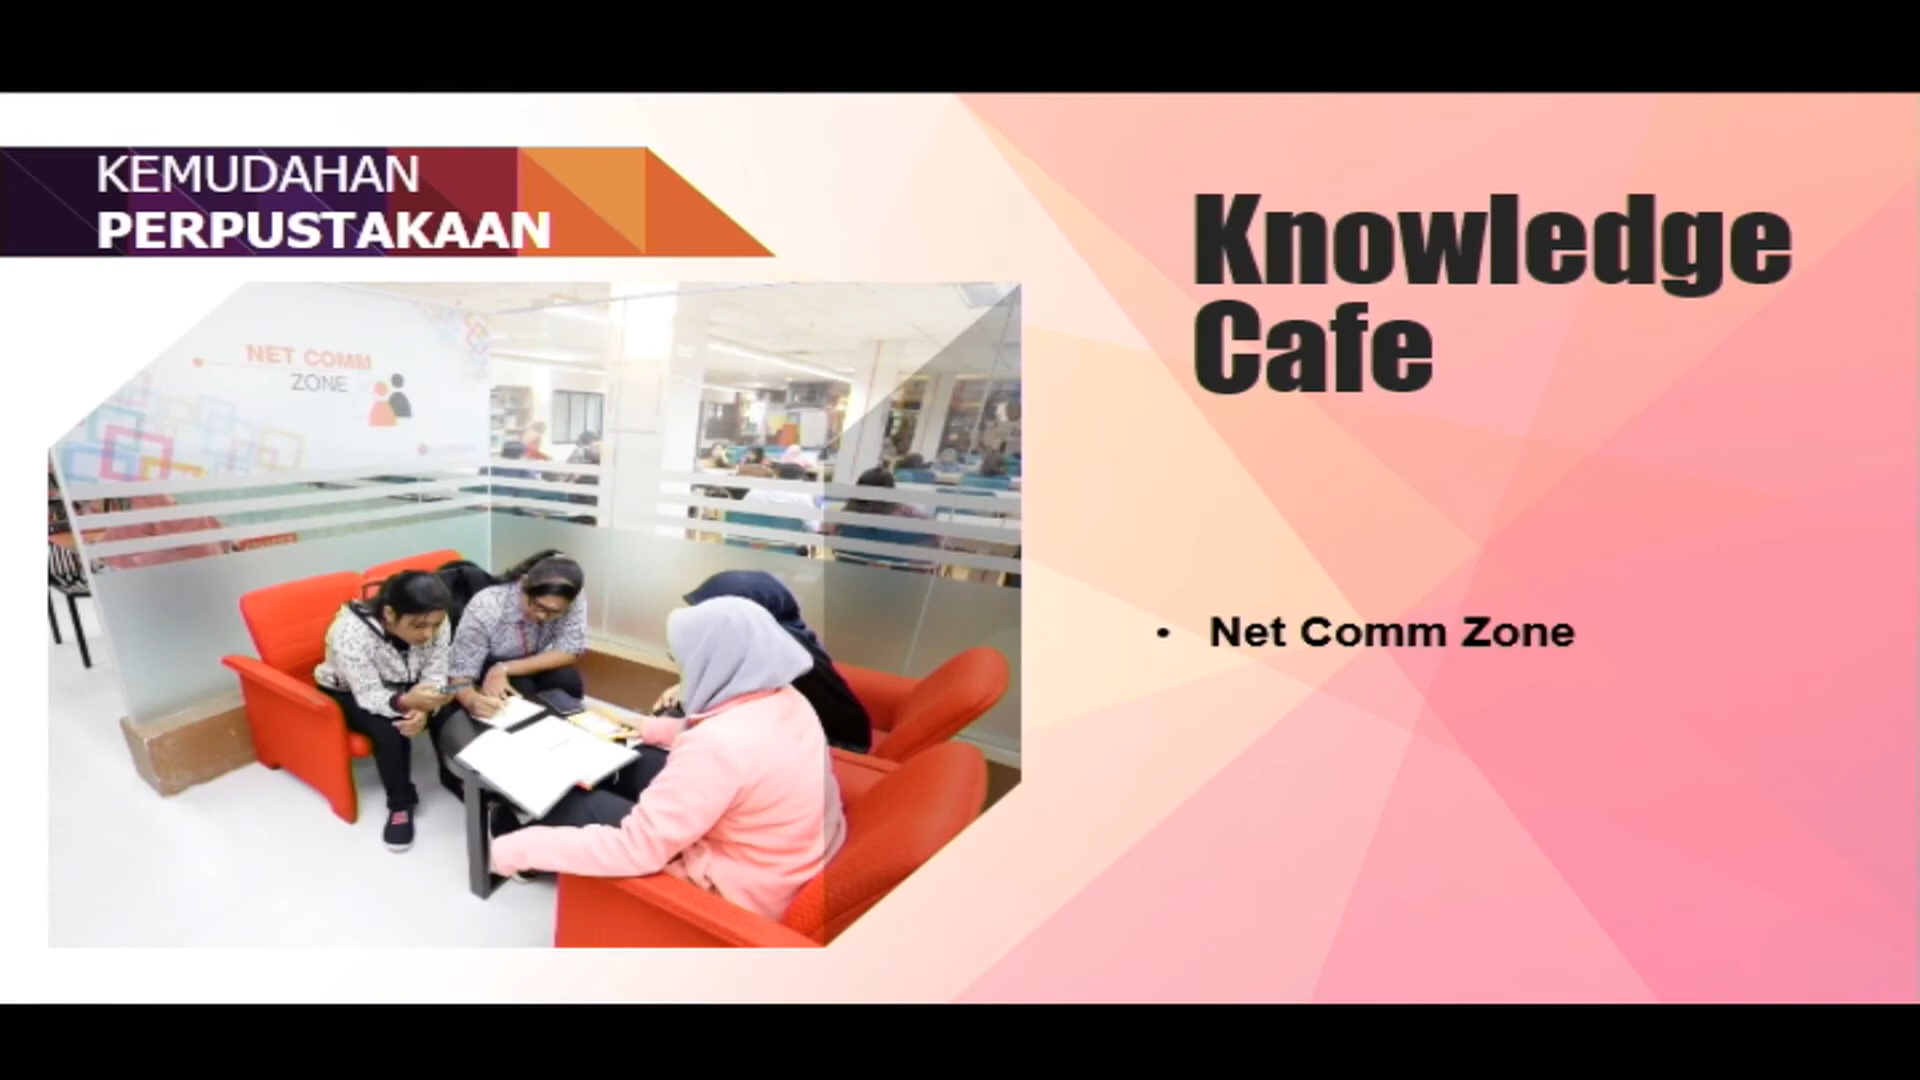 KEMUDAHAN
PERPUSTAKAAN
Knowledge
Cafe
NET COMM
ZONE
• Net Comm Zone